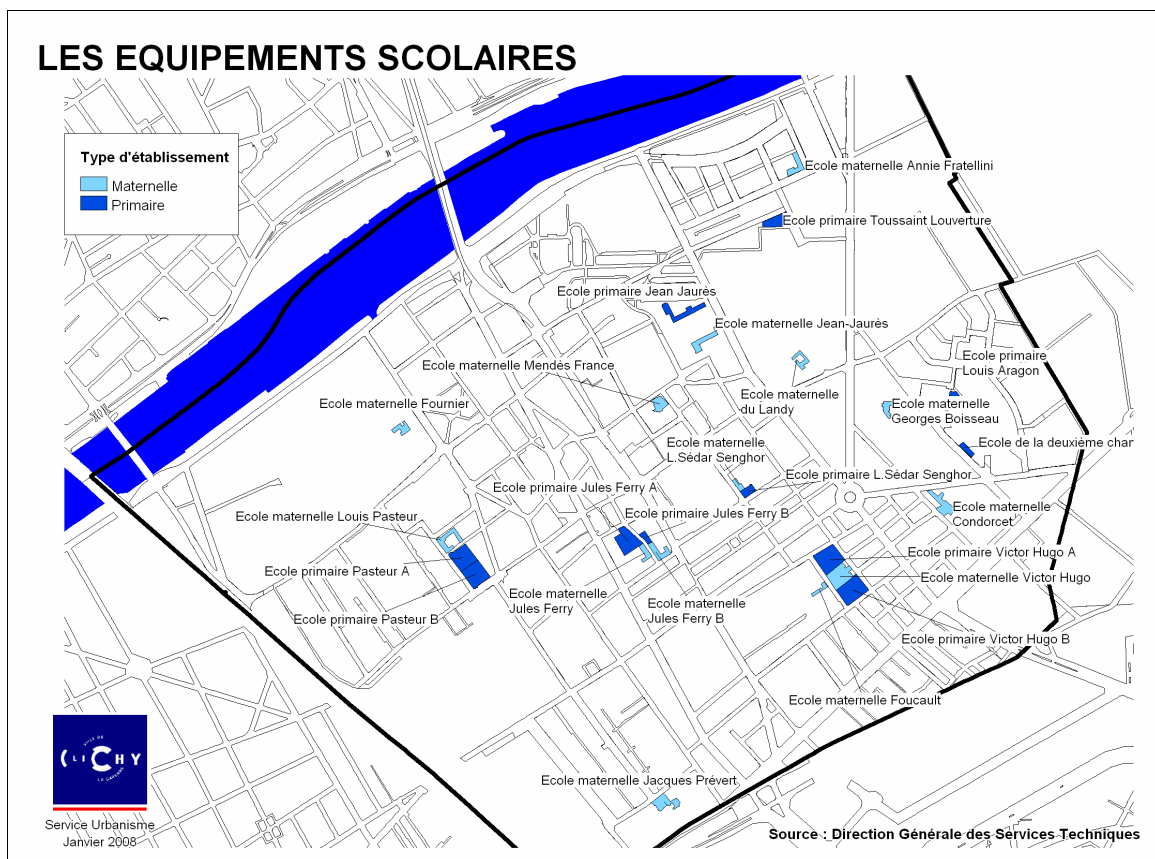 LES EQUIPEMENTS SCOLAIRES
Type d'établissement
Maternelle
Primaire
Ecole maternelle Annie Fratellini
Ecole primaire Toussaint Louverture
Ecole primaire Jean Jaurès
Ecole maternelle Jean-Jaurès
Ecole primaire
Louis Aragon
Ecole maternelle Mendès France
Ecole maternelle
du Landy
Ecole maternelle Fournier
Ecole maternelle
Georges Boisseau
Ecole maternelle
L.Sédar Senghor
Ecole de la deuxième chan
Ecole primaire L.Sédar Senghor
Ecole primaire Jules Ferry A
Ecole primaire Jules Ferry B
Ecole maternelle
Condorcet
Ecole maternelle Louis Pasteur
Ecole primaire Victor Hugo A
Ecole primaire Pasteur A
Ecole maternelle Victor Hugo
Ecole maternelle
Jules Ferry
Ecole maternelle
Jules Ferry B
Ecole primaire Pasteur B
Ecole primaire Victor Hugo B
Ecole maternelle Foucault
VILLE DE
CLICHY
LA GARENNE
Ecole maternelle Jacques Prévert
Service Urbanisme
Janvier 2008
Source : Direction Générale des Services Techniques